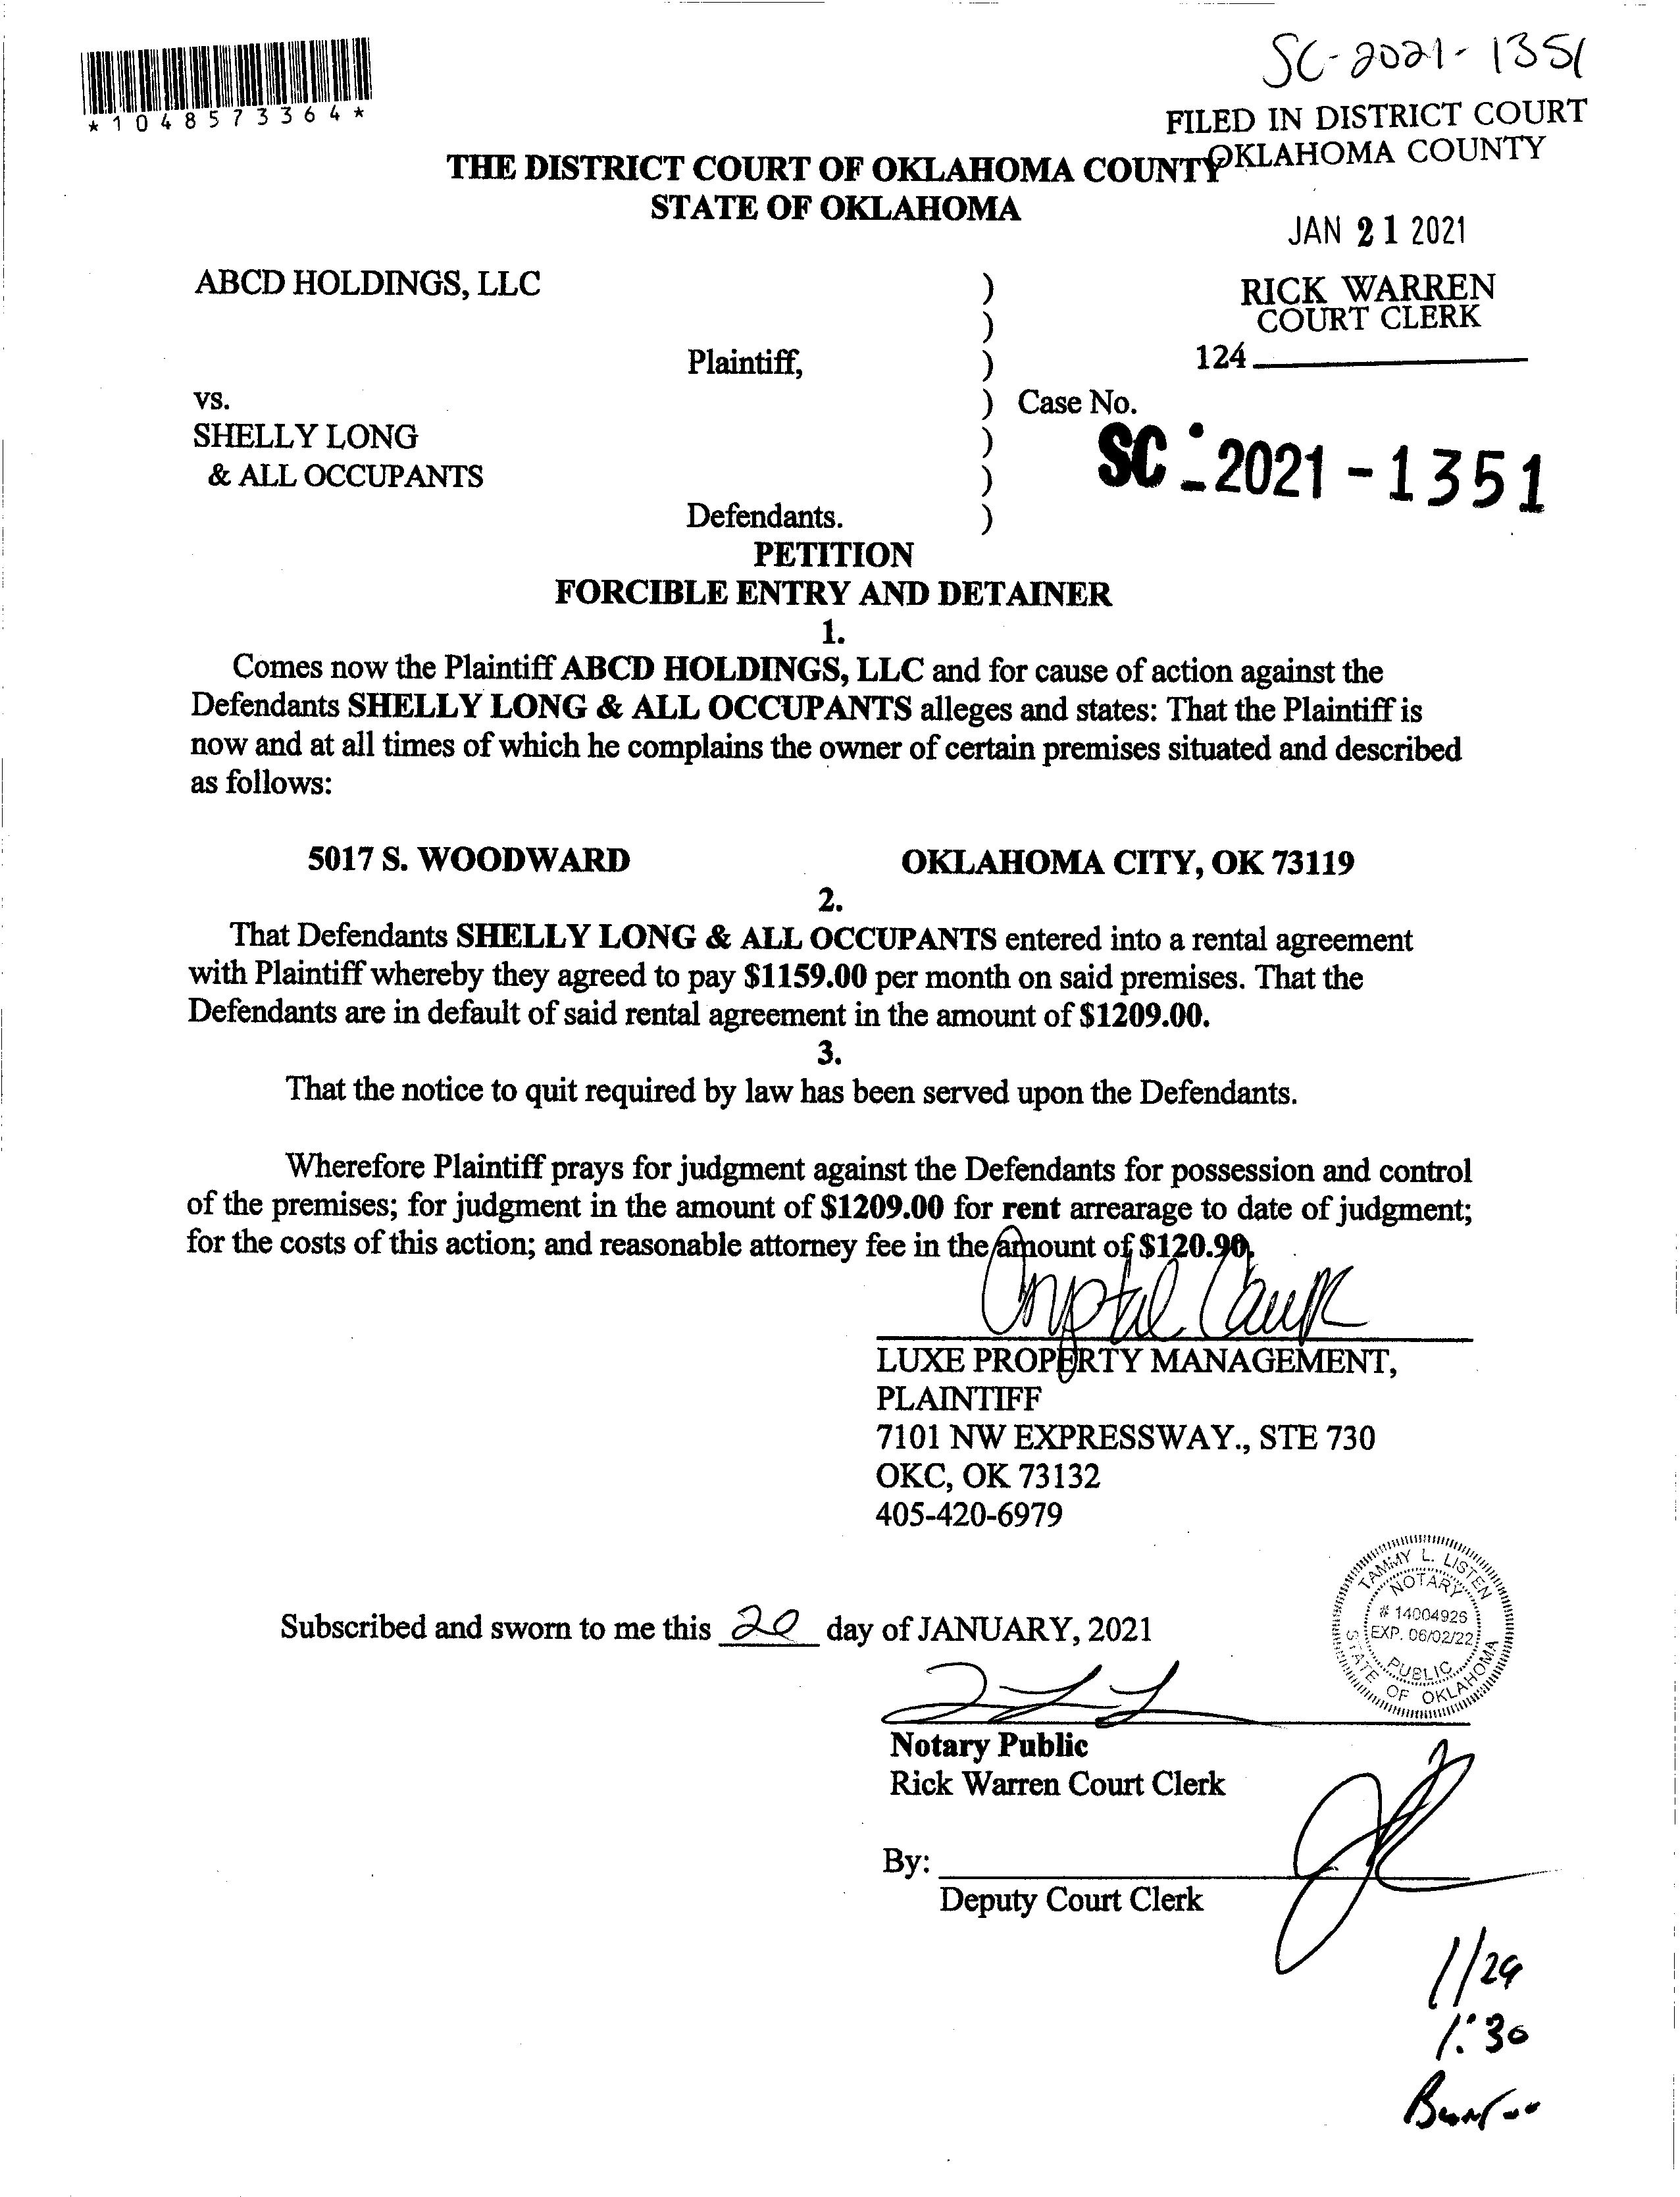 SC-2021-1351
*1048573364*
FILED IN DISTRICT COURT
OKLAHOMA COUNTY
THE DISTRICT COURT OF OKLAHOMA COUNTY
STATE OF OKLAHOMA
JAN 21 2021
ABCD HOLDINGS, LLC )
RICK WARREN
COURT CLERK
)
Plaintiff, )
124
vs. ) Case No.
SHELLY LONG )
SC-2021-1351
& ALL OCCUPANTS )
Defendants. )
PETITION
FORCIBLE ENTRY AND DETAINER
1.
Comes now the Plaintiff ABCD HOLDINGS, LLC and for cause of action against the
Defendants SHELLY LONG & ALL OCCUPANTS alleges and states: That the Plaintiff is
now and at all times of which he complains the owner of certain premises situated and described
as follows:
5017 S. WOODWARD OKLAHOMA CITY, OK 73119
2.
That Defendants SHELLY LONG & ALL OCCUPANTS entered into a rental agreement
with Plaintiff whereby they agreed to pay $1159.00 per month on said premises. That the
Defendants are in default of said rental agreement in the amount of $1209.00.
3.
That the notice to quit required by law has been served upon the Defendants.
Wherefore Plaintiff prays for judgment against the Defendants for possession and control
of the premises; for judgment in the amount of $1209.00 for rent arrearage to date of judgment;
for the costs of this action; and reasonable attorney fee in the amount of $120.90.
Crystal Cauk
LUXE PROPERTY MANAGEMENT,
PLAINTIFF
7101 NW EXPRESSWAY., STE 730
OKC, OK 73132
405-420-6979
TAMMY L. LISTEN
NOTARY
# 14004926
EXP. 06/02/22
PUBLIC
STATE OF OKLAHOMA
Subscribed and sworn to me this 20 day of JANUARY, 2021
Notary Public
Rick Warren Court Clerk
By:
Deputy Court Clerk
1/29
1:30